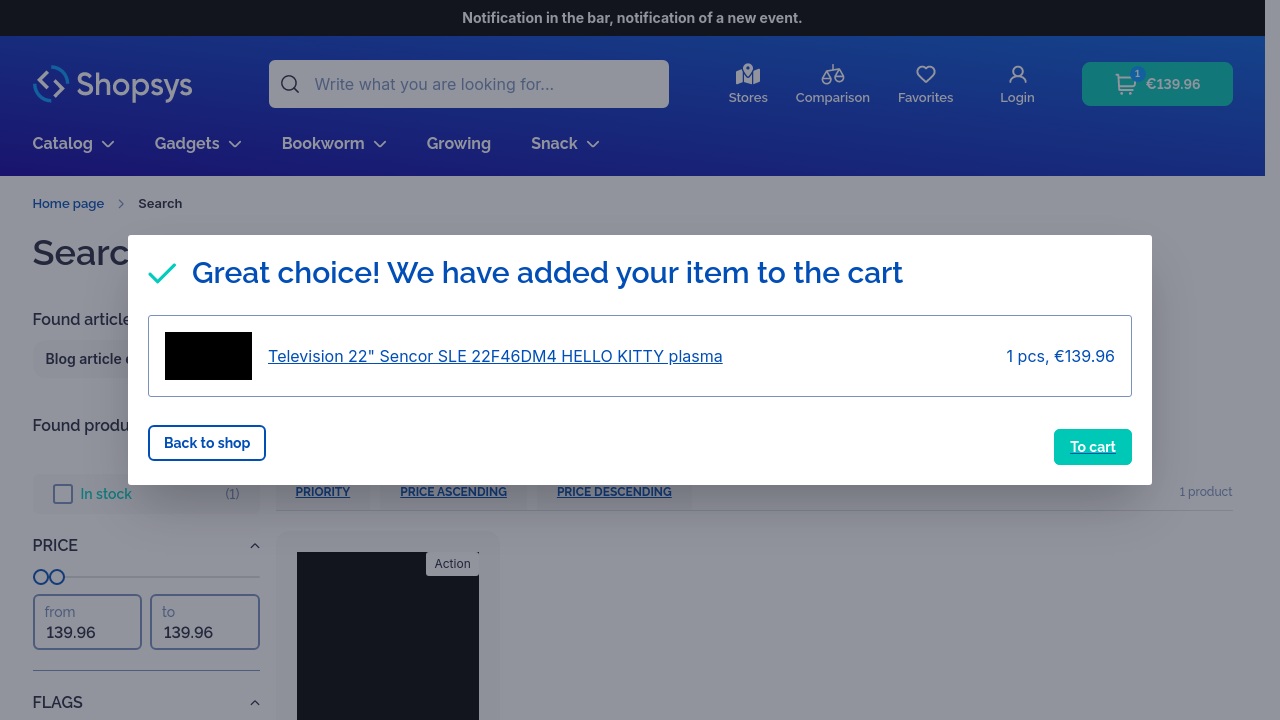 Notification in the bar, notification of a new event.
Shopsys
Write what you are looking for...
Stores
Comparison
Favorites
Login
1
€139.96
Catalog
Gadgets
Bookworm
Growing
Snack
Home page
Search
Searc
Great choice! We have added your item to the cart
Television 22" Sencor SLE 22F46DM4 HELLO KITTY plasma
1 pcs, €139.96
Back to shop
To cart
Found article
Blog article
Found produ
In stock
(1)
PRIORITY
PRICE ASCENDING
PRICE DESCENDING
1 product
PRICE
from
139.96
to
139.96
FLAGS
Action